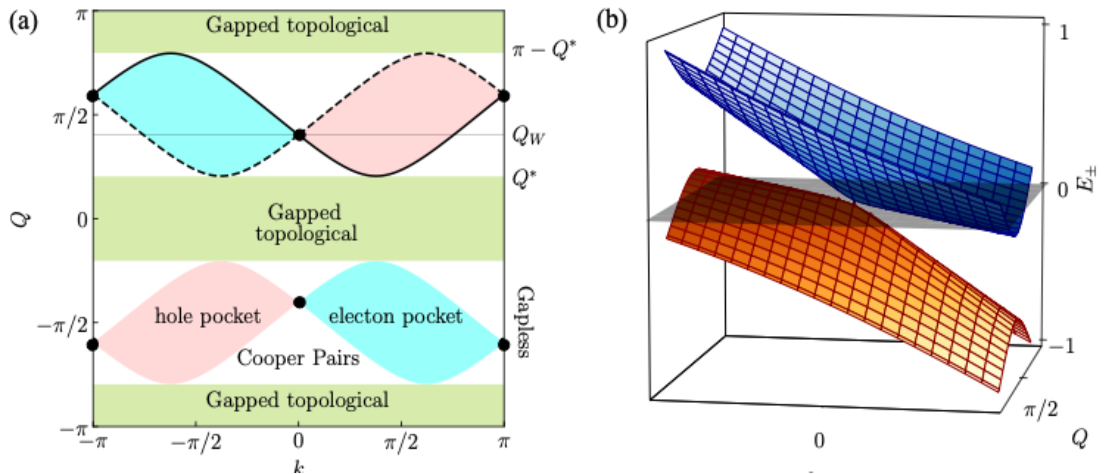 (a)
π
Gapped topological
π − Q*
π/2
Q_W
Q*
Q
0
Gapped
topological
hole pocket
electon pocket
−π/2
Cooper Pairs
Gapless
Gapped topological
−π
−π
−π/2
0
π/2
π
k
(b)
1
0
E±
−1
π/2
0
Q